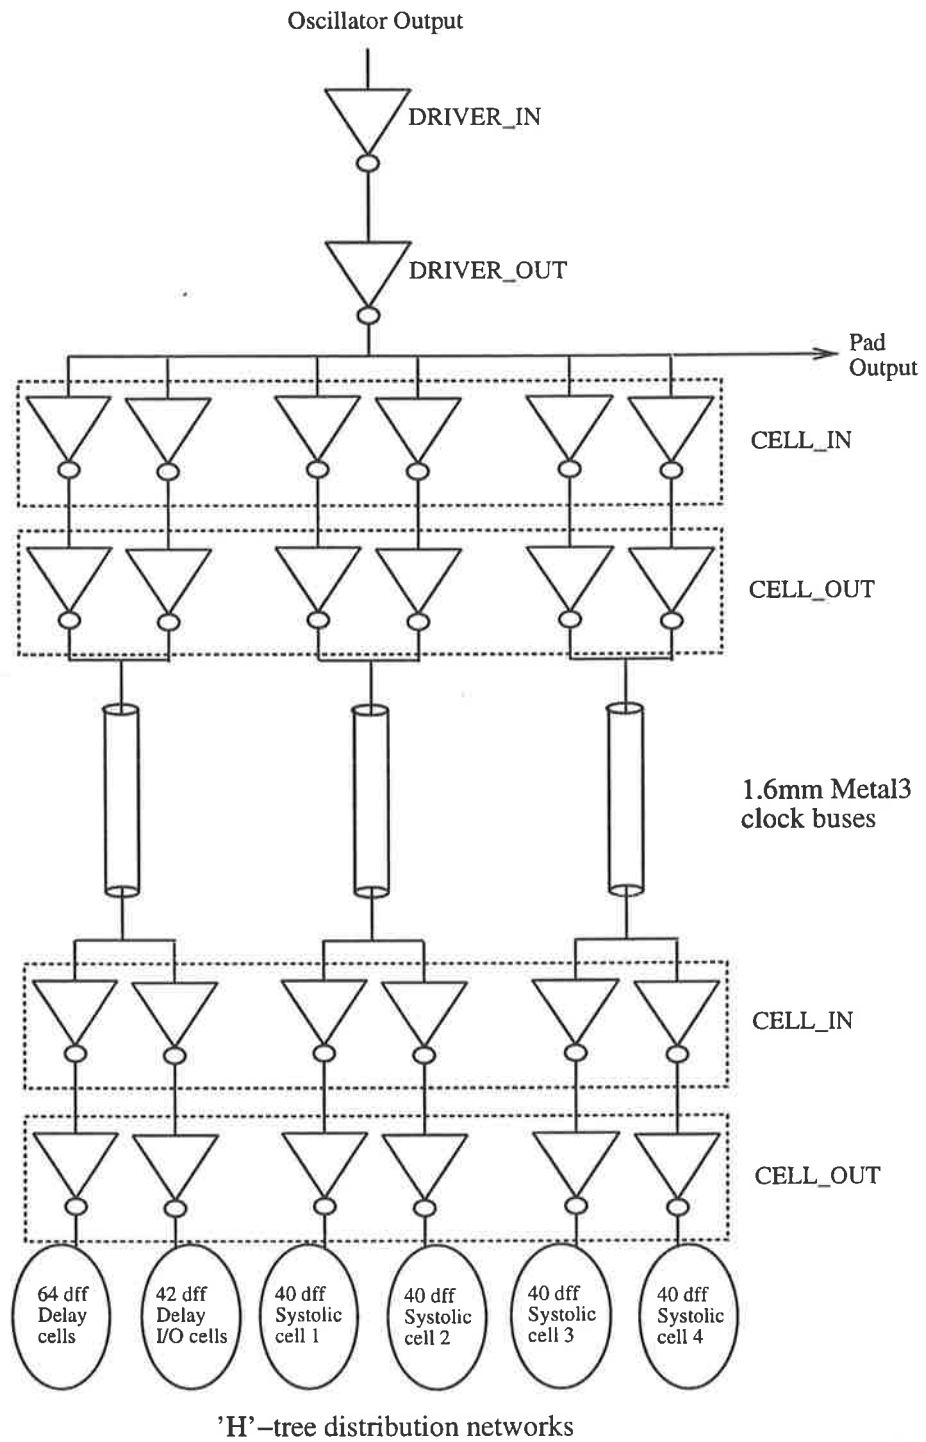 Oscillator Output
DRIVER_IN
DRIVER_OUT
Pad
Output
CELL_IN
CELL_OUT
1.6mm Metal3
clock buses
CELL_IN
CELL_OUT
64 dff
Delay
cells
42 dff
Delay
I/O cells
40 dff
Systolic
cell 1
40 dff
Systolic
cell 2
40 dff
Systolic
cell 3
40 dff
Systolic
cell 4
'H'–tree distribution networks